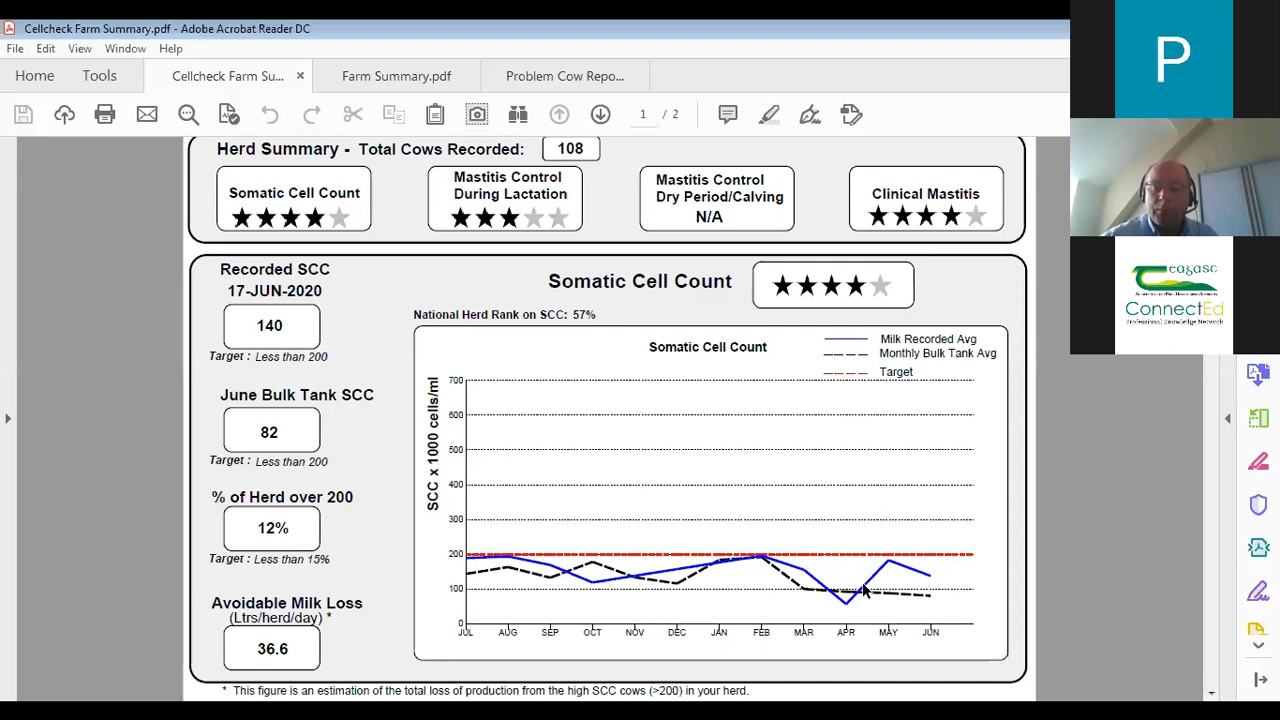 Cellcheck Farm Summary.pdf - Adobe Acrobat Reader DC
File Edit View Window Help
Home Tools Cellcheck Farm Su... × Farm Summary.pdf Problem Cow Repo...
1 / 2
Herd Summary - Total Cows Recorded: 108
Somatic Cell Count
Mastitis Control
During Lactation
Mastitis Control
Dry Period/Calving
N/A
Clinical Mastitis
Recorded SCC
17-JUN-2020
140
Target : Less than 200
June Bulk Tank SCC
82
Target : Less than 200
% of Herd over 200
12%
Target : Less than 15%
Avoidable Milk Loss
(Ltrs/herd/day) *
36.6
Somatic Cell Count
National Herd Rank on SCC: 57%
Somatic Cell Count
Milk Recorded Avg
Monthly Bulk Tank Avg
Target
SCC x 1000 cells/ml
700
600
500
400
300
200
100
0
JUL AUG SEP OCT NOV DEC JAN FEB MAR APR MAY JUN
* This figure is an estimation of the total loss of production from the high SCC cows (>200) in your herd.
P
eagasc
ConnectEd
Professional Knowledge Network